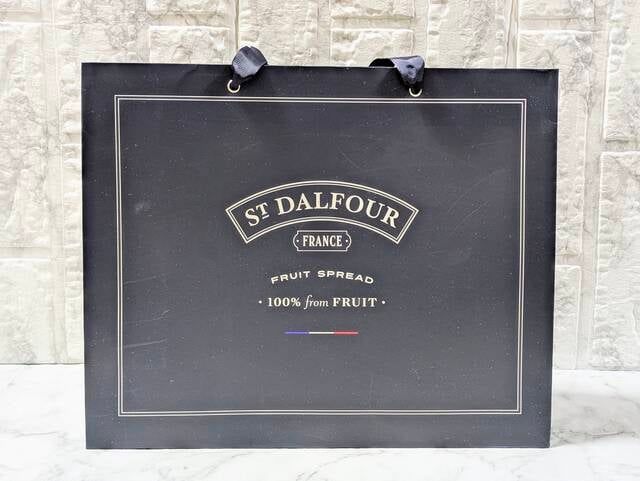 ST DALFOUR
· FRANCE ·
FRUIT SPREAD
· 100% from FRUIT ·